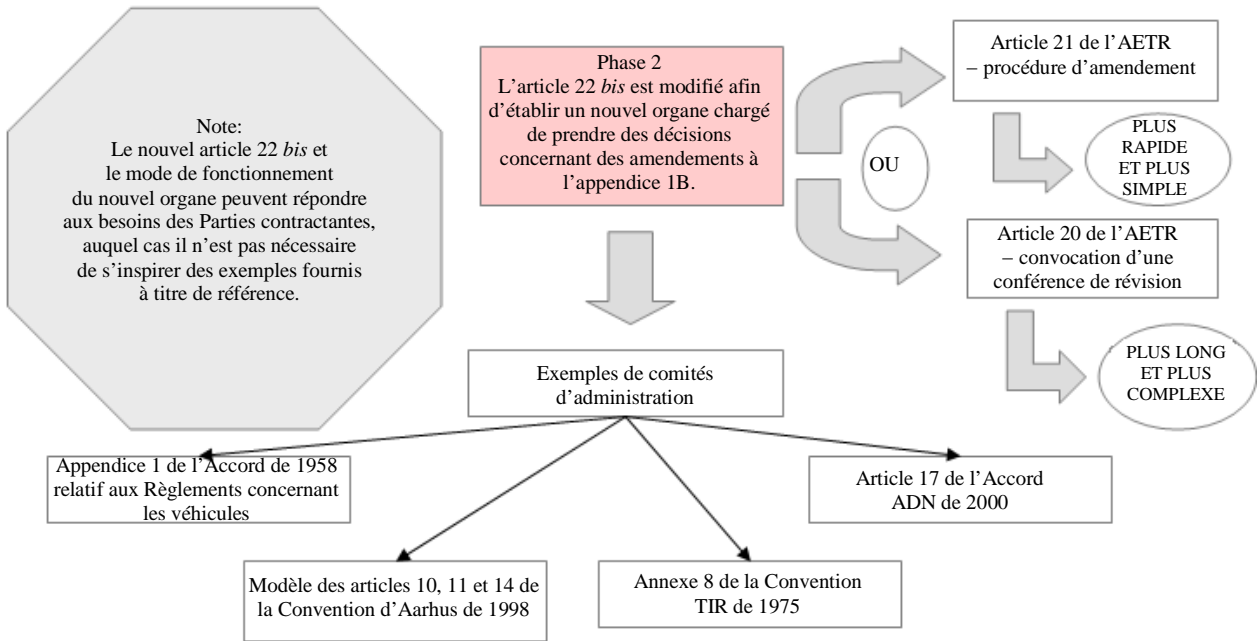 Note:
Le nouvel article 22 bis et
le mode de fonctionnement
du nouvel organe peuvent répondre
aux besoins des Parties contractantes,
auquel cas il n’est pas nécessaire
de s’inspirer des exemples fournis
à titre de référence.
Phase 2
L’article 22 bis est modifié afin
d’établir un nouvel organe chargé
de prendre des décisions
concernant des amendements à
l’appendice 1B.
OU
Article 21 de l’AETR
– procédure d’amendement
PLUS
RAPIDE
ET PLUS
SIMPLE
Article 20 de l’AETR
– convocation d’une
conférence de révision
PLUS LONG
ET PLUS
COMPLEXE
Exemples de comités
d’administration
Appendice 1 de l’Accord de 1958
relatif aux Règlements concernant
les véhicules
Modèle des articles 10, 11 et 14 de
la Convention d’Aarhus de 1998
Annexe 8 de la Convention
TIR de 1975
Article 17 de l’Accord
ADN de 2000